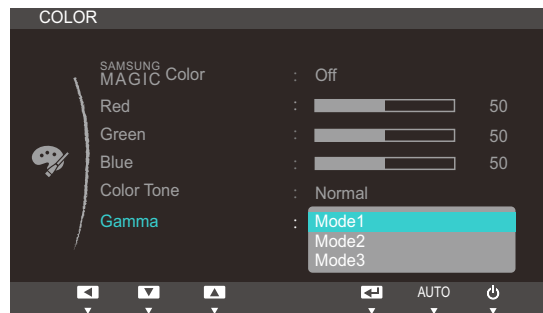 COLOR
SAMSUNG MAGIC Color : Off
Red : 50
Green : 50
Blue : 50
Color Tone : Normal
Gamma : Mode1
Mode2
Mode3
AUTO